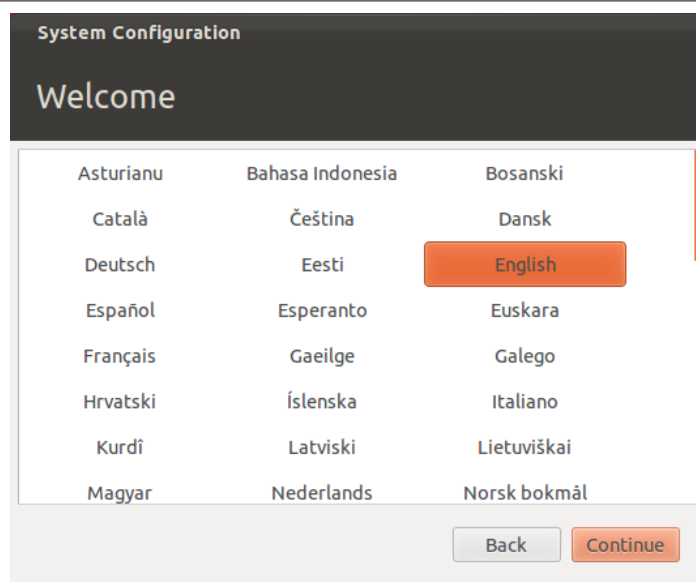 System Configuration
Welcome
Asturianu Bahasa Indonesia Bosanski
Català Čeština Dansk
Deutsch Eesti English
Español Esperanto Euskara
Français Gaeilge Galego
Hrvatski Íslenska Italiano
Kurdî Latviski Lietuviškai
Magyar Nederlands Norsk bokmål
Back Continue